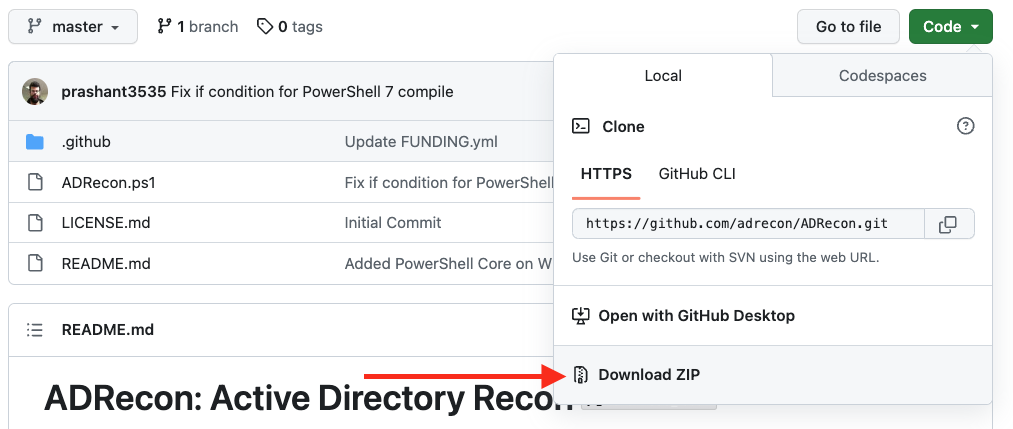 master 1 branch 0 tags Go to file Code
prashant3535 Fix if condition for PowerShell 7 compile
.github Update FUNDING.yml
ADRecon.ps1 Fix if condition for PowerShell
LICENSE.md Initial Commit
README.md Added PowerShell Core on W
README.md
ADRecon: Active Directory Recon
Local Codespaces
Clone
HTTPS GitHub CLI
https://github.com/adrecon/ADRecon.git
Use Git or checkout with SVN using the web URL.
Open with GitHub Desktop
Download ZIP